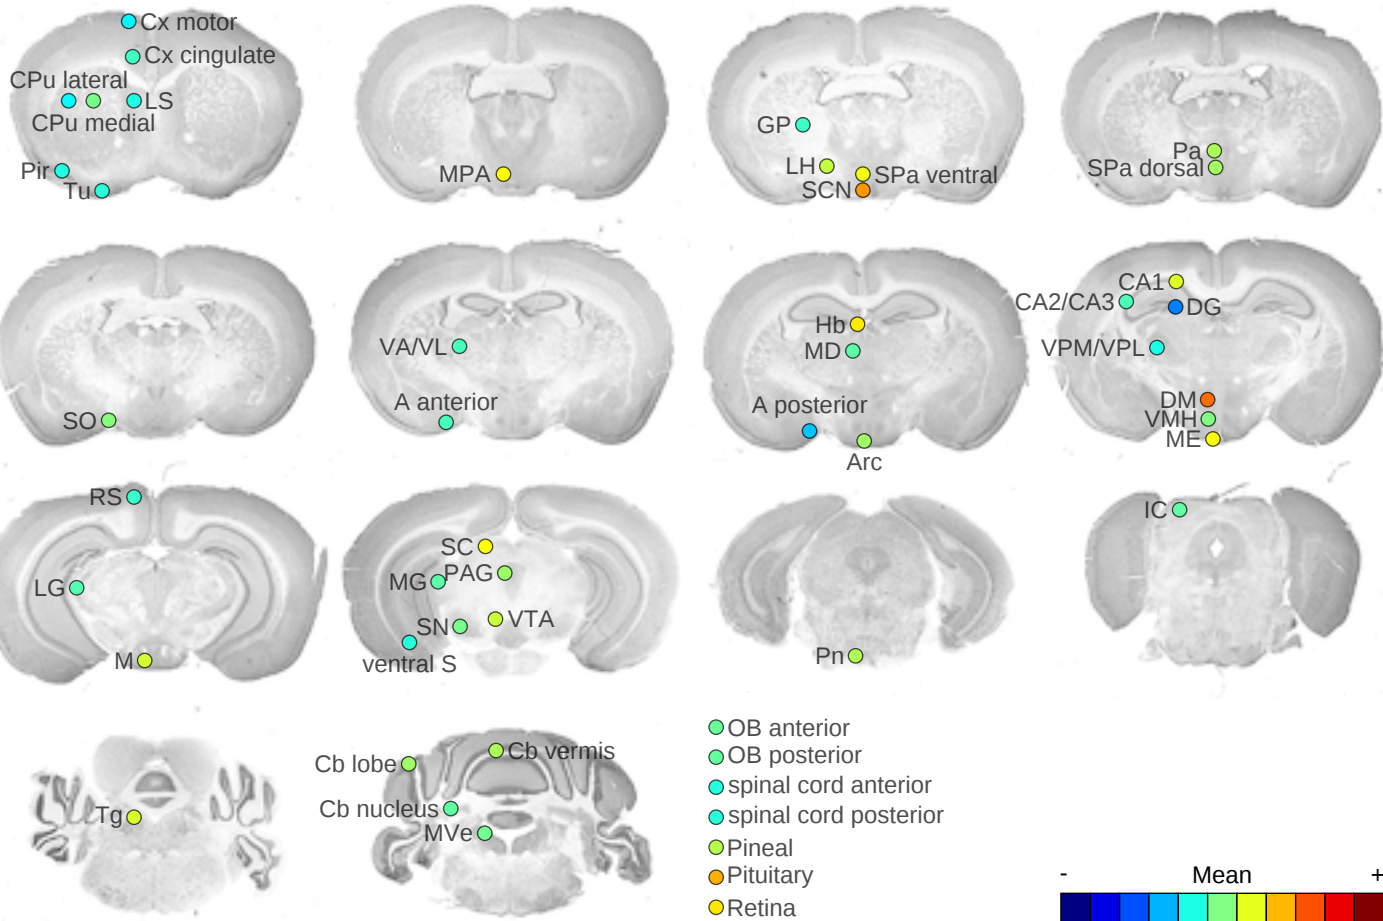 Cx motor
Cx cingulate
CPu lateral
LS
CPu medial
Pir
Tu
MPA
GP
LH
SPa ventral
SCN
Pa
SPa dorsal
SO
VA/VL
A anterior
Hb
MD
A posterior
Arc
CA1
CA2/CA3
DG
VPM/VPL
DM
VMH
ME
RS
LG
M
SC
PAG
MG
VTA
SN
ventral S
Pn
IC
Tg
Cb vermis
Cb lobe
Cb nucleus
MVe
OB anterior
OB posterior
spinal cord anterior
spinal cord posterior
Pineal
Pituitary
Retina
- Mean +